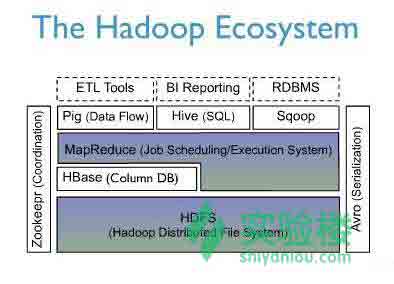 The Hadoop Ecosystem
ETL Tools
BI Reporting
RDBMS
Pig (Data Flow)
Hive (SQL)
Sqoop
Zookeepr (Coordination)
Avro (Serialization)
MapReduce (Job Scheduling/Execution System)
HBase (Column DB)
HDFS
(Hadoop Distributed File System)
实验楼
shiyanlou.com